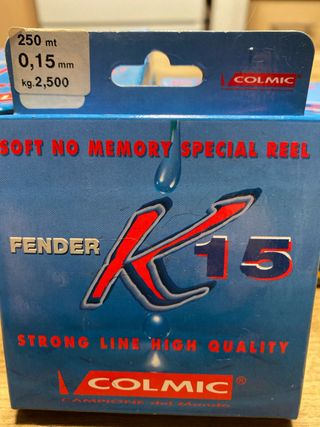 250 mt
0,15 mm
kg.2,500
COLMIC
SOFT NO MEMORY SPECIAL REEL
FENDER K 15
STRONG LINE HIGH QUALITY
COLMIC®
CAMPIONE del Mondo